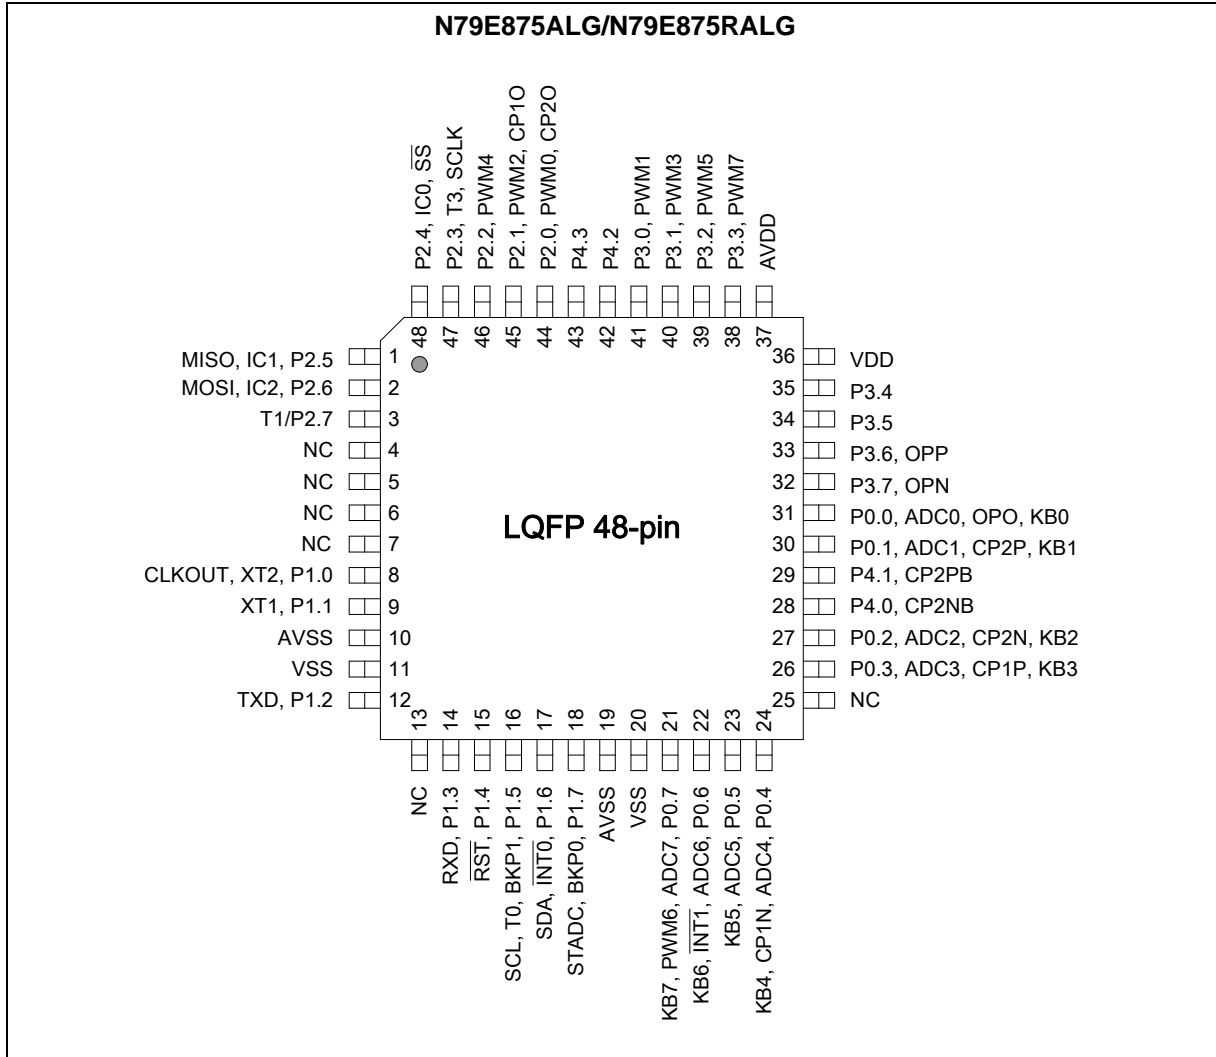 N79E875ALG/N79E875RALG
P2.4, IC0, S̅S̅
P2.3, T3, SCLK
P2.2, PWM4
P2.1, PWM2, CP1O
P2.0, PWM0, CP2O
P4.3
P4.2
P3.0, PWM1
P3.1, PWM3
P3.2, PWM5
P3.3, PWM7
AVDD
48
47
46
45
44
43
42
41
40
39
38
37
MISO, IC1, P2.5 1
MOSI, IC2, P2.6 2
T1/P2.7 3
NC 4
NC 5
NC 6
NC 7
CLKOUT, XT2, P1.0 8
XT1, P1.1 9
AVSS 10
VSS 11
TXD, P1.2 12
LQFP 48-pin
36 VDD
35 P3.4
34 P3.5
33 P3.6, OPP
32 P3.7, OPN
31 P0.0, ADC0, OPO, KB0
30 P0.1, ADC1, CP2P, KB1
29 P4.1, CP2PB
28 P4.0, CP2NB
27 P0.2, ADC2, CP2N, KB2
26 P0.3, ADC3, CP1P, KB3
25 NC
13
14
15
16
17
18
19
20
21
22
23
24
NC
RXD, P1.3
R̅S̅T̅, P1.4
SCL, T0, BKP1, P1.5
SDA, I̅N̅T̅0̅, P1.6
STADC, BKP0, P1.7
AVSS
VSS
KB7, PWM6, ADC7, P0.7
KB6, I̅N̅T̅1̅, ADC6, P0.6
KB5, ADC5, P0.5
KB4, CP1N, ADC4, P0.4